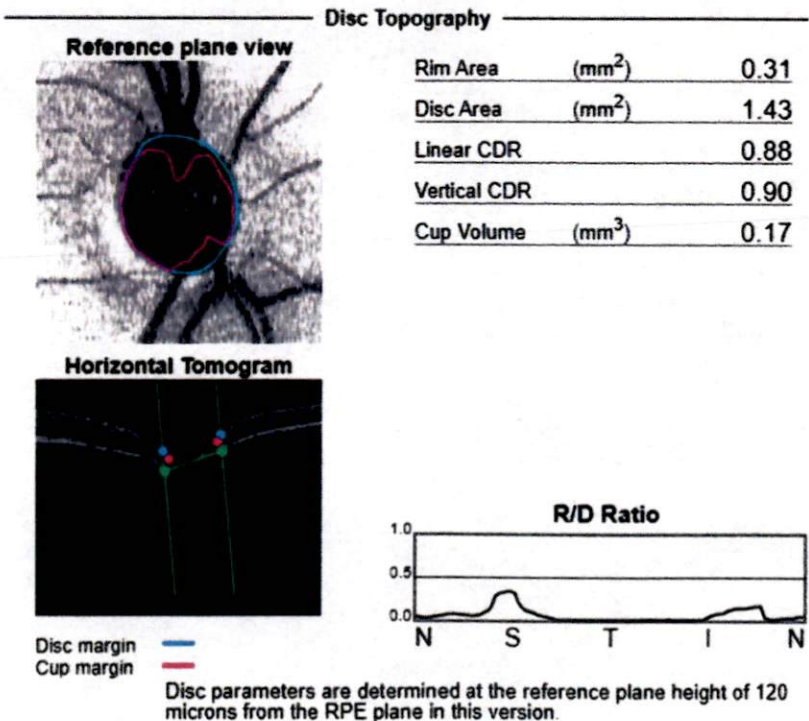 Disc Topography
Reference plane view
Rim Area (mm²) 0.31
Disc Area (mm²) 1.43
Linear CDR 0.88
Vertical CDR 0.90
Cup Volume (mm³) 0.17
Horizontal Tomogram
Disc margin
Cup margin
R/D Ratio
1.0
0.5
0.0
N S T I N
Disc parameters are determined at the reference plane height of 120
microns from the RPE plane in this version.